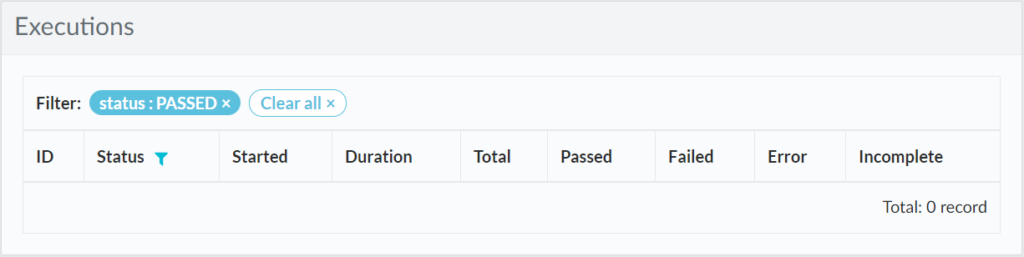 Executions
Filter: status : PASSED × Clear all ×
ID Status Started Duration Total Passed Failed Error Incomplete
Total: 0 record